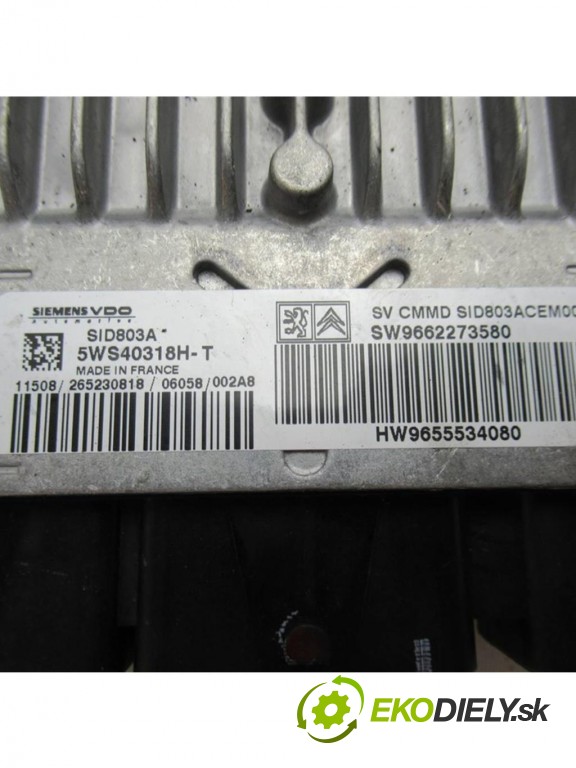 SIEMENS VDO
automotive
SID803A
5WS40318H-T
MADE IN FRANCE
11508/265230818/06058/002A8
SV CMMD SID803ACEM00
SW9662273580
HW9655534080
EKODIELY.sk